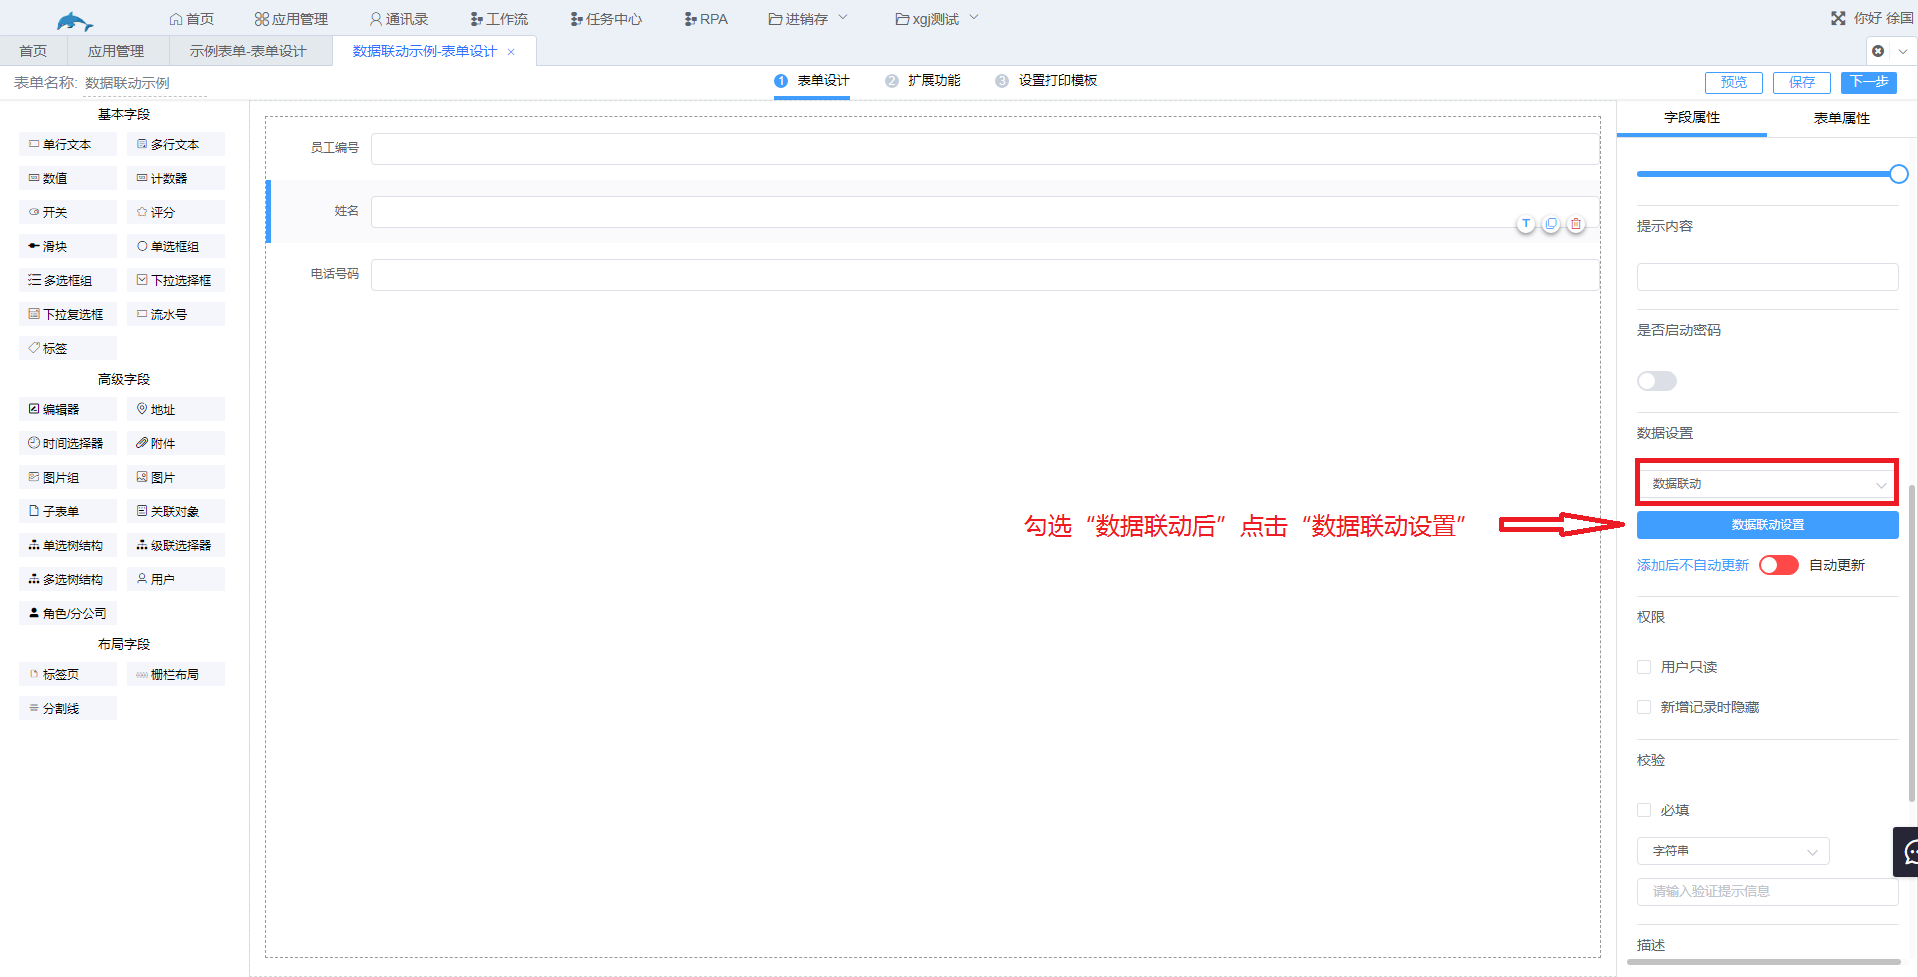 首页 应用管理 通讯录 工作流 任务中心 RPA 进销存 xgj测试 你好 徐国
首页 应用管理 示例表单-表单设计 数据联动示例-表单设计 ×
表单名称: 数据联动示例 1 表单设计 2 扩展功能 3 设置打印模板 预览 保存 下一步
基本字段
单行文本 多行文本
数值 计数器
开关 评分
滑块 单选框组
多选框组 下拉选择框
下拉复选框 流水号
标签
高级字段
编辑器 地址
时间选择器 附件
图片组 图片
子表单 关联对象
单选树结构 级联选择器
多选树结构 用户
角色/分公司
布局字段
标签页 栅栏布局
分割线
员工编号
姓名
T
电话号码
勾选“数据联动后”点击“数据联动设置”
字段属性 表单属性
提示内容
是否启动密码
数据设置
数据联动
数据联动设置
添加后不自动更新 自动更新
权限
用户只读
新增记录时隐藏
校验
必填
字符串
请输入验证提示信息
描述